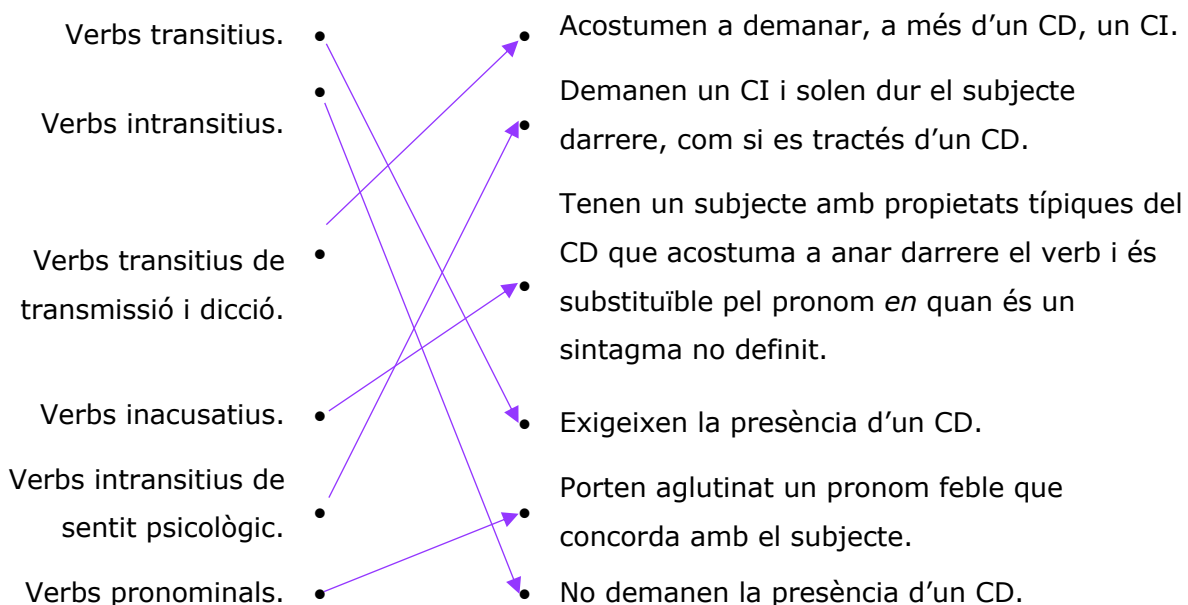 Verbs transitius.
Verbs intransitius.
Verbs transitius de
transmissió i dicció.
Verbs inacusatius.
Verbs intransitius de
sentit psicològic.
Verbs pronominals.
Acostumen a demanar, a més d’un CD, un CI.
Demanen un CI i solen dur el subjecte
darrere, com si es tractés d’un CD.
Tenen un subjecte amb propietats típiques del
CD que acostuma a anar darrere el verb i és
substituïble pel pronom en quan és un
sintagma no definit.
Exigeixen la presència d’un CD.
Porten aglutinat un pronom feble que
concorda amb el subjecte.
No demanen la presència d’un CD.